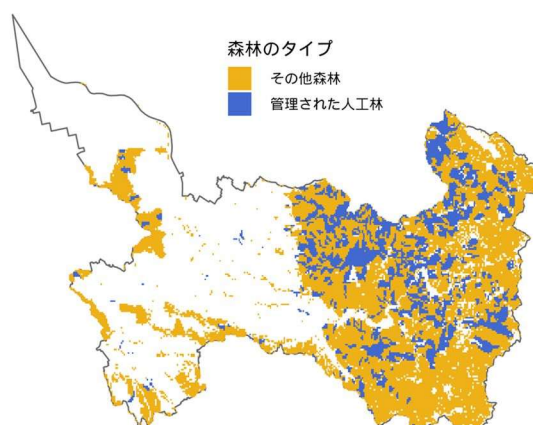 森林のタイプ
その他森林
管理された人工林